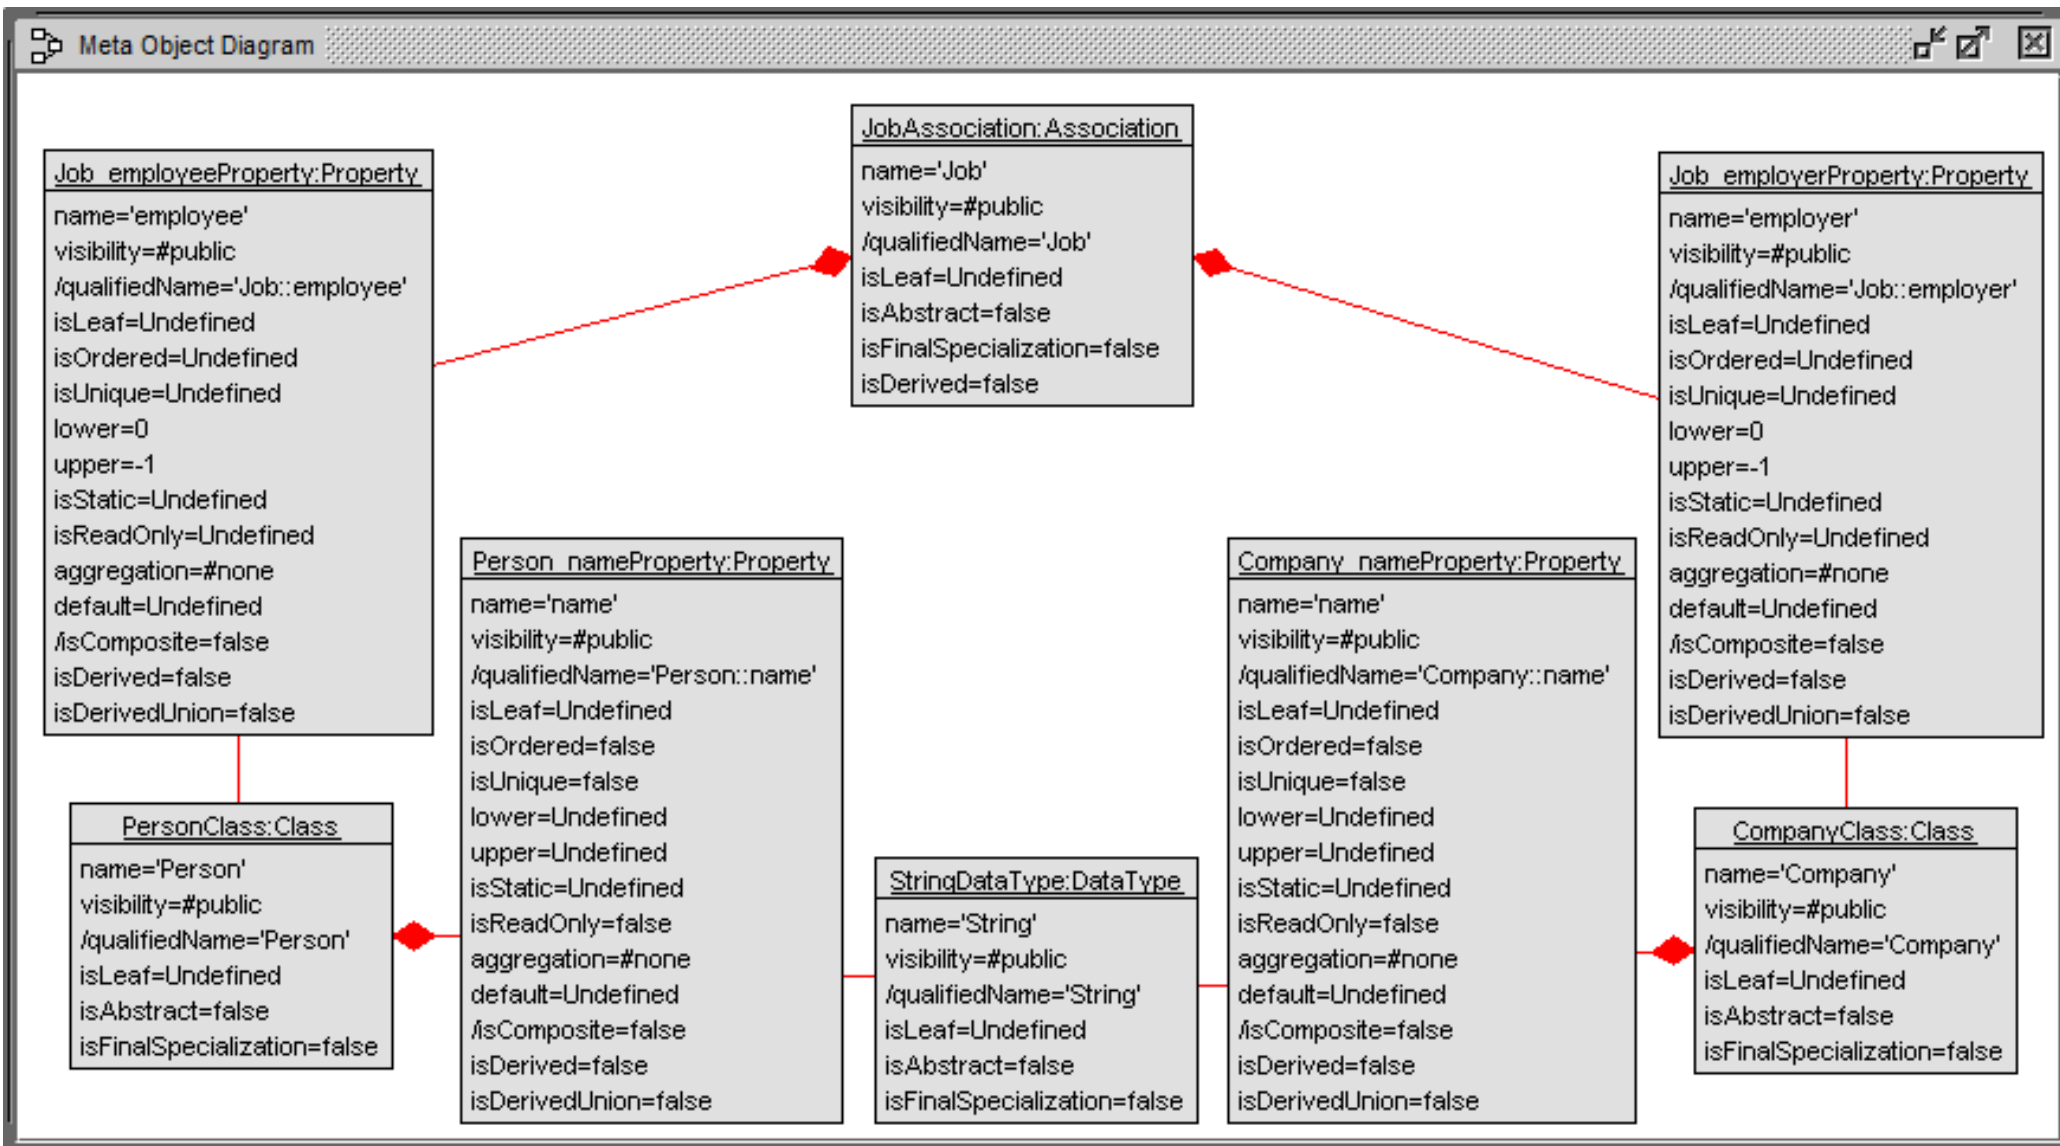 Meta Object Diagram
JobAssociation:Association
name='Job'
visibility=#public
/qualifiedName='Job'
isLeaf=Undefined
isAbstract=false
isFinalSpecialization=false
isDerived=false
Job_employeeProperty:Property
name='employee'
visibility=#public
/qualifiedName='Job::employee'
isLeaf=Undefined
isOrdered=Undefined
isUnique=Undefined
lower=0
upper=-1
isStatic=Undefined
isReadOnly=Undefined
aggregation=#none
default=Undefined
/isComposite=false
isDerived=false
isDerivedUnion=false
Job_employerProperty:Property
name='employer'
visibility=#public
/qualifiedName='Job::employer'
isLeaf=Undefined
isOrdered=Undefined
isUnique=Undefined
lower=0
upper=-1
isStatic=Undefined
isReadOnly=Undefined
aggregation=#none
default=Undefined
/isComposite=false
isDerived=false
isDerivedUnion=false
Person_nameProperty:Property
name='name'
visibility=#public
/qualifiedName='Person::name'
isLeaf=Undefined
isOrdered=false
isUnique=false
lower=Undefined
upper=Undefined
isStatic=Undefined
isReadOnly=false
aggregation=#none
default=Undefined
/isComposite=false
isDerived=false
isDerivedUnion=false
Company_nameProperty:Property
name='name'
visibility=#public
/qualifiedName='Company::name'
isLeaf=Undefined
isOrdered=false
isUnique=false
lower=Undefined
upper=Undefined
isStatic=Undefined
isReadOnly=false
aggregation=#none
default=Undefined
/isComposite=false
isDerived=false
isDerivedUnion=false
PersonClass:Class
name='Person'
visibility=#public
/qualifiedName='Person'
isLeaf=Undefined
isAbstract=false
isFinalSpecialization=false
StringDataType:DataType
name='String'
visibility=#public
/qualifiedName='String'
isLeaf=Undefined
isAbstract=false
isFinalSpecialization=false
CompanyClass:Class
name='Company'
visibility=#public
/qualifiedName='Company'
isLeaf=Undefined
isAbstract=false
isFinalSpecialization=false